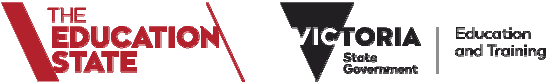 THE
EDUCATION
STATE
VICTORIA
State
Government
Education
and Training